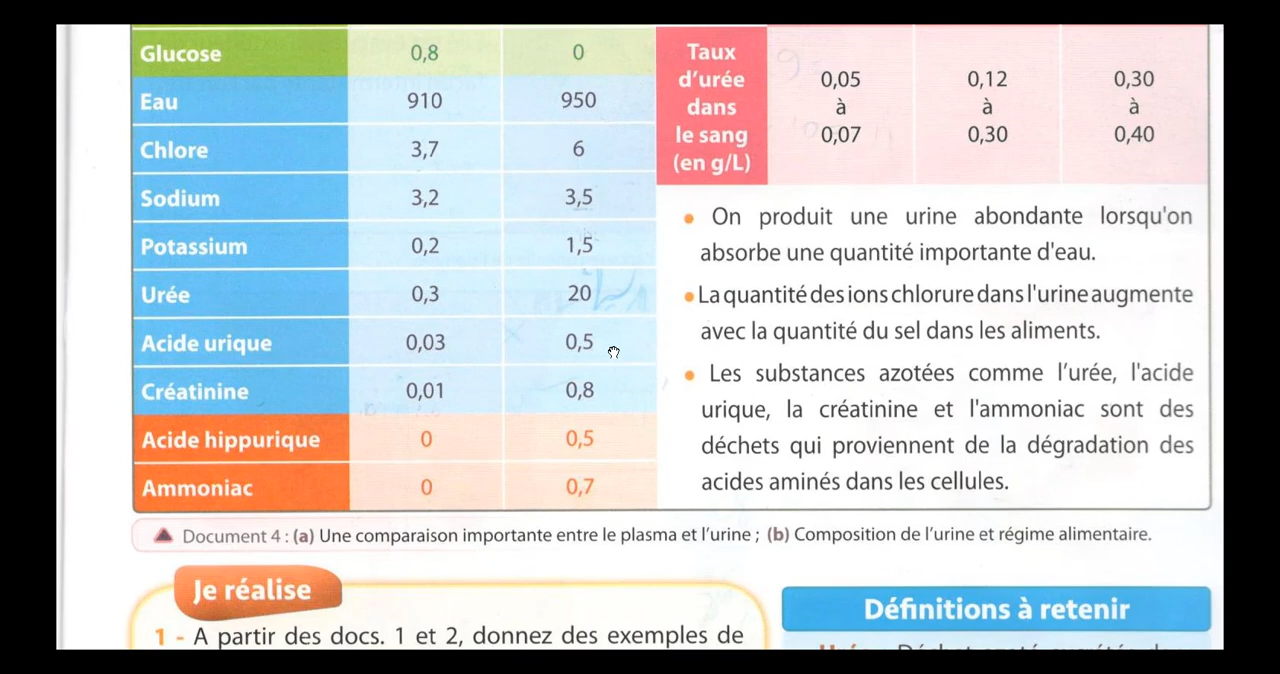 Glucose 0,8 0
Eau 910 950
Chlore 3,7 6
Sodium 3,2 3,5
Potassium 0,2 1,5
Urée 0,3 20
Acide urique 0,03 0,5
Créatinine 0,01 0,8
Acide hippurique 0 0,5
Ammoniac 0 0,7
Taux
d'urée
dans
le sang
(en g/L)
0,05
à
0,07
0,12
à
0,30
0,30
à
0,40
• On produit une urine abondante lorsqu'on
absorbe une quantité importante d'eau.
• La quantité des ions chlorure dans l'urine augmente
avec la quantité du sel dans les aliments.
• Les substances azotées comme l'urée, l'acide
urique, la créatinine et l'ammoniac sont des
déchets qui proviennent de la dégradation des
acides aminés dans les cellules.
Document 4 : (a) Une comparaison importante entre le plasma et l'urine ; (b) Composition de l'urine et régime alimentaire.
Je réalise
1 - A partir des docs. 1 et 2, donnez des exemples de
Définitions à retenir